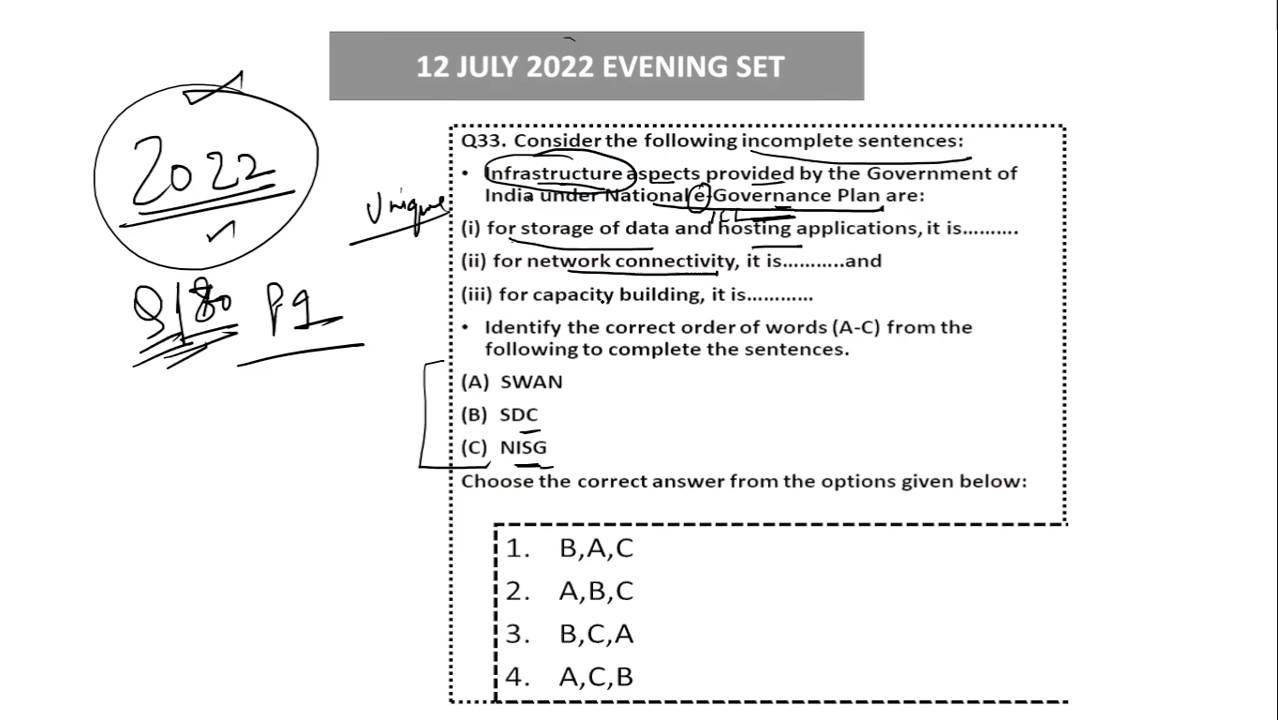 12 JULY 2022 EVENING SET
2022
Unique
P1
Q33. Consider the following incomplete sentences:
• Infrastructure aspects provided by the Government of
India under National e-Governance Plan are:
(i) for storage of data and hosting applications, it is..........
(ii) for network connectivity, it is...........and
(iii) for capacity building, it is............
• Identify the correct order of words (A-C) from the
following to complete the sentences.
(A) SWAN
(B) SDC
(C) NISG
Choose the correct answer from the options given below:
1. B,A,C
2. A,B,C
3. B,C,A
4. A,C,B